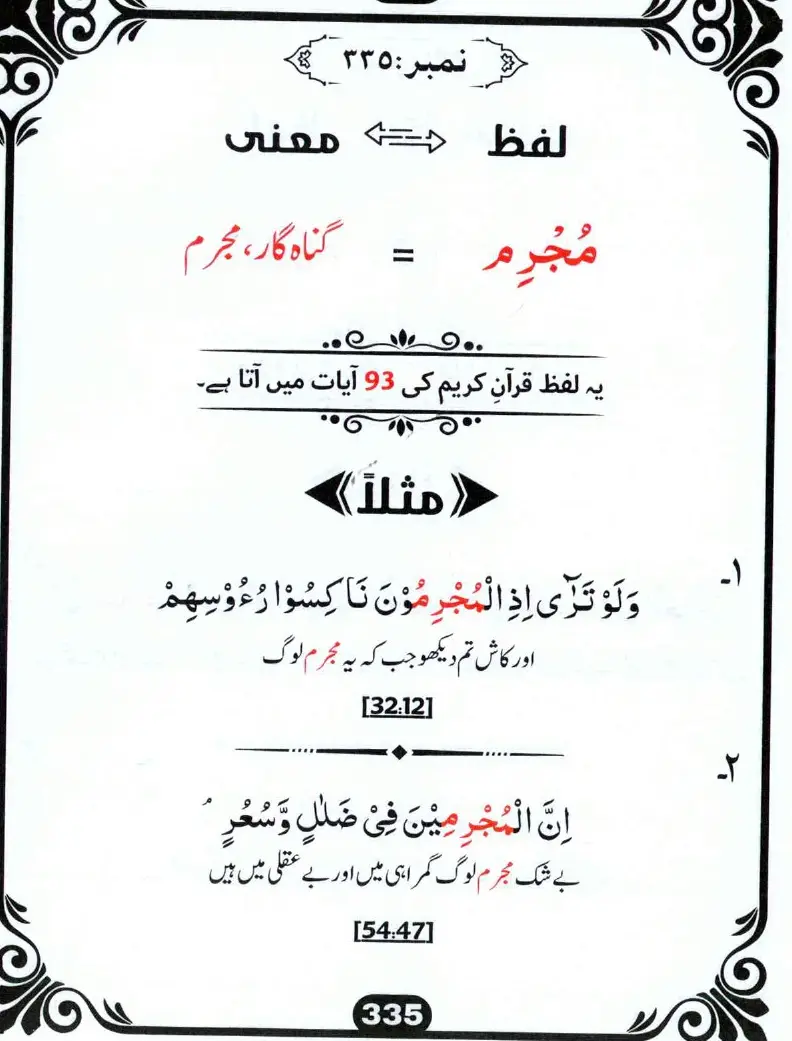 نمبر:۳۳۵
لفظ ⇐⇒ معنی
مُجْرِم = گناہ گار، مجرم
یہ لفظ قرآنِ کریم کی 93 آیات میں آتا ہے۔
مثلاً
۱۔
وَلَوْ تَرٰٓی اِذِ الْمُجْرِمُوْنَ نَاکِسُوْا رُءُوْسِهِمْ
اور کاش تم دیکھو جب کہ یہ مجرم لوگ
[32:12]
۲۔
اِنَّ الْمُجْرِمِیْنَ فِیْ ضَلٰلٍ وَّسُعُرٍ
بے شک مجرم لوگ گمراہی میں اور بے عقلی میں ہیں
[54:47]
335